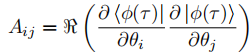 A_{ij} = \Re \left( \frac{\partial \langle \phi(\tau) |}{\partial \theta_i} \frac{\partial | \phi(\tau) \rangle}{\partial \theta_j} \right)